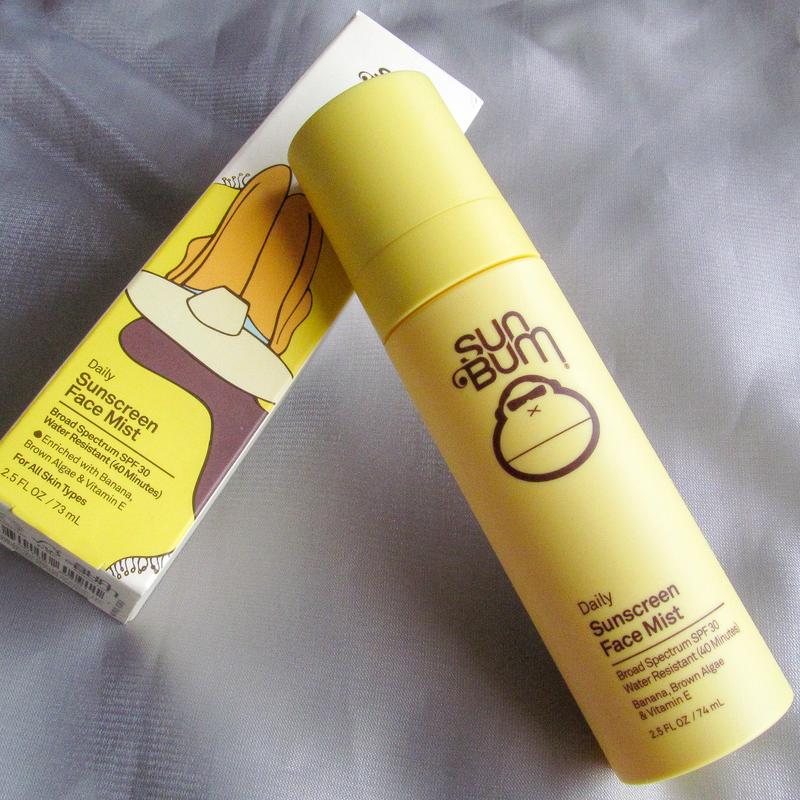 Daily
Sunscreen
Face Mist
Broad Spectrum SPF 30
Water Resistant (40 Minutes)
Enriched with Banana,
Brown Algae & Vitamin E
For All Skin Types
2.5 FL OZ / 73 mL
sun
BUM
Daily
Sunscreen
Face Mist
Broad Spectrum SPF 30
Water Resistant (40 Minutes)
Banana, Brown Algae
& Vitamin E
2.5 FL OZ / 74 mL